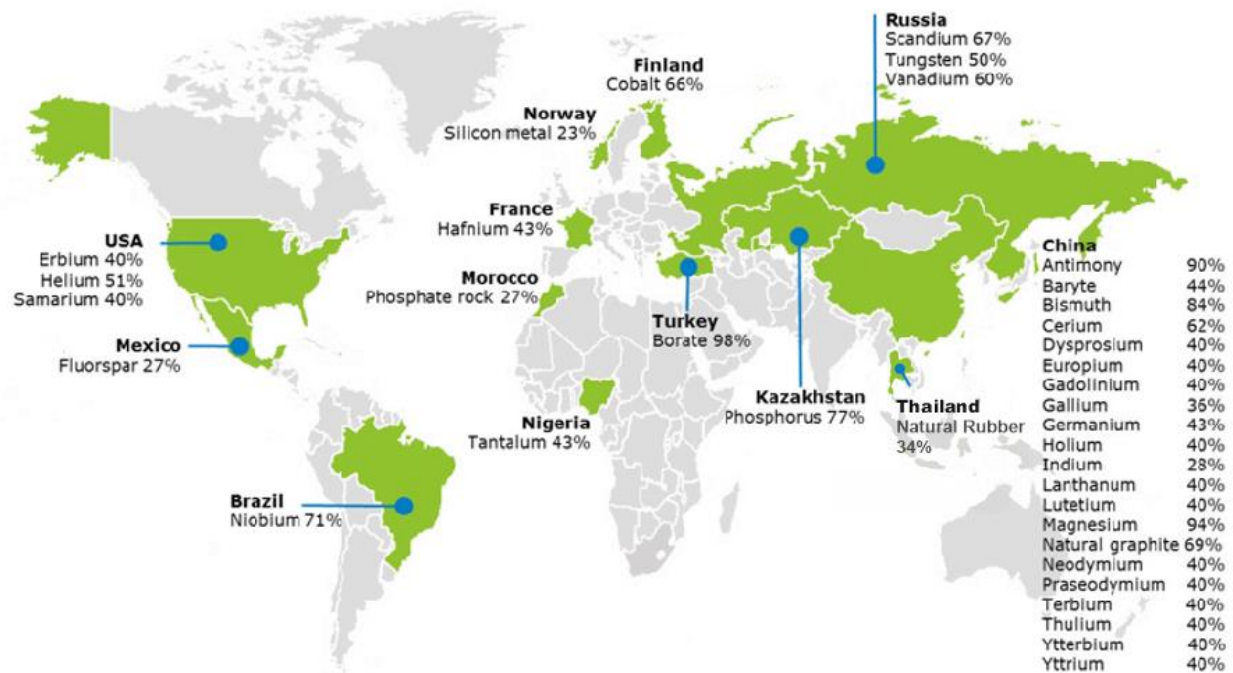 Russia
Scandium 67%
Tungsten 50%
Vanadium 60%
Finland
Cobalt 66%
Norway
Silicon metal 23%
France
Hafnium 43%
USA
Erbium 40%
Helium 51%
Samarium 40%
Morocco
Phosphate rock 27%
Turkey
Borate 98%
Mexico
Fluorspar 27%
Kazakhstan
Phosphorus 77%
Thailand
Natural Rubber
34%
Nigeria
Tantalum 43%
Brazil
Niobium 71%
China
Antimony 90%
Baryte 44%
Bismuth 84%
Cerium 62%
Dysprosium 40%
Europium 40%
Gadolinium 40%
Gallium 36%
Germanium 43%
Holium 40%
Indium 28%
Lanthanum 40%
Lutetium 40%
Magnesium 94%
Natural graphite 69%
Neodymium 40%
Praseodymium 40%
Terbium 40%
Thulium 40%
Ytterbium 40%
Yttrium 40%